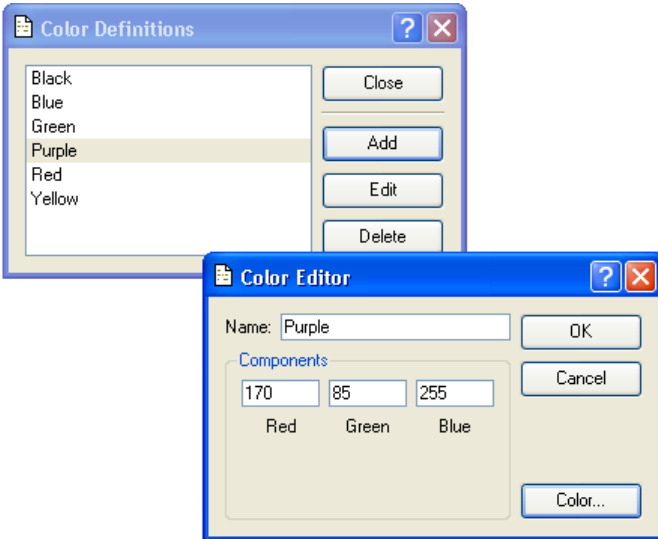 Color Definitions
Black
Blue
Green
Purple
Red
Yellow
Close
Add
Edit
Delete
Color Editor
Name: Purple
Components
170 85 255
Red Green Blue
OK
Cancel
Color...